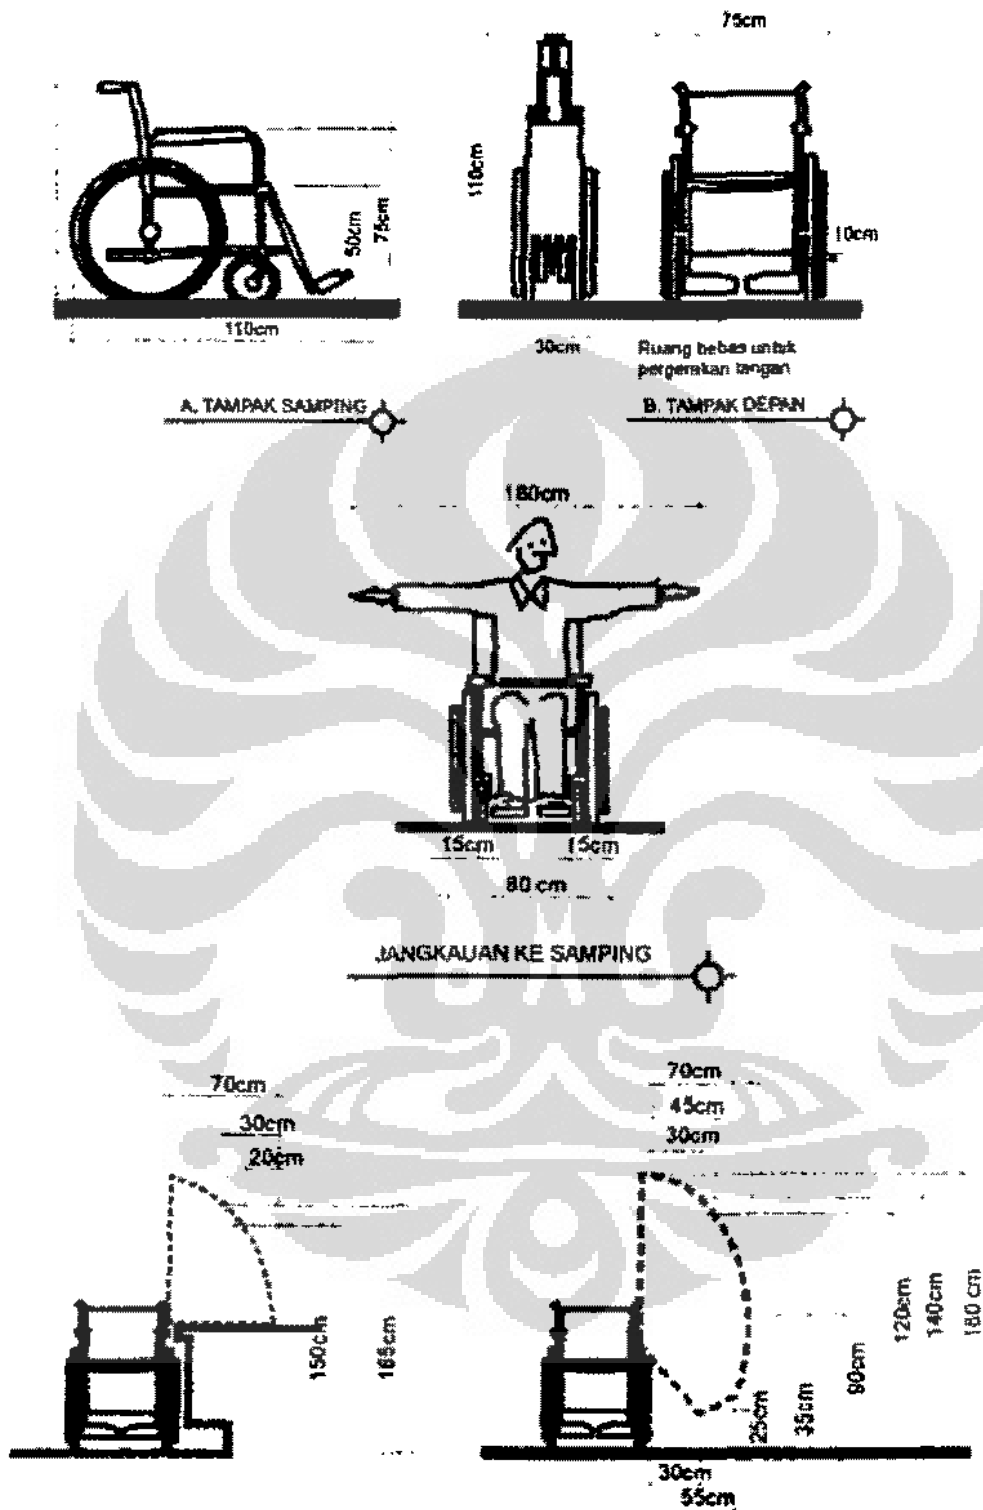 75cm
110cm
50cm
75cm
10cm
110cm
30cm
Ruang bebas untuk
pergerakan tangan
A. TAMPAK SAMPING
B. TAMPAK DEPAN
180cm
15cm
15cm
80 cm
JANGKAUAN KE SAMPING
70cm
30cm
20cm
70cm
45cm
30cm
150cm
165cm
25cm
35cm
90cm
120cm
140cm
180 cm
30cm
55cm